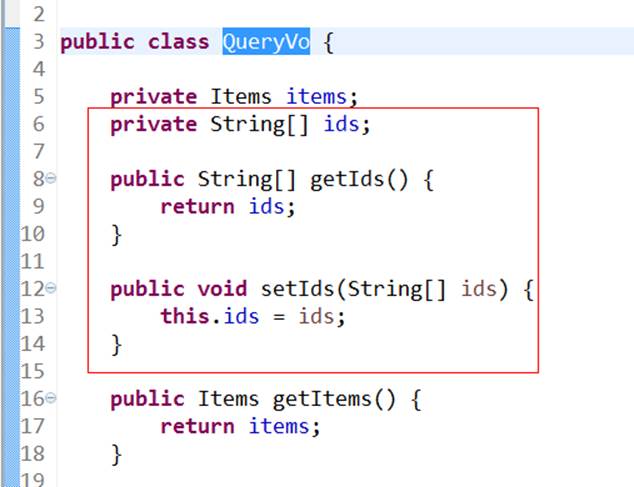 2
3 public class QueryVo {
4
5 private Items items;
6 private String[] ids;
7
8 public String[] getIds() {
9 return ids;
10 }
11
12 public void setIds(String[] ids) {
13 this.ids = ids;
14 }
15
16 public Items getItems() {
17 return items;
18 }
19